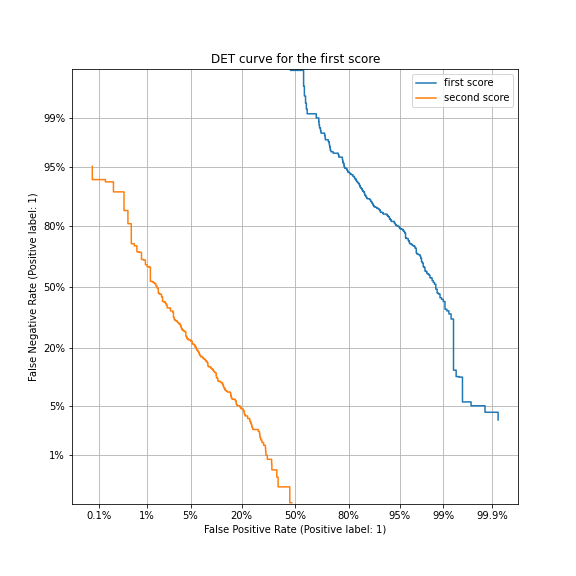 DET curve for the first score
first score
second score
99%
95%
80%
50%
20%
5%
1%
False Negative Rate (Positive label: 1)
0.1% 1% 5% 20% 50% 80% 95% 99% 99.9%
False Positive Rate (Positive label: 1)